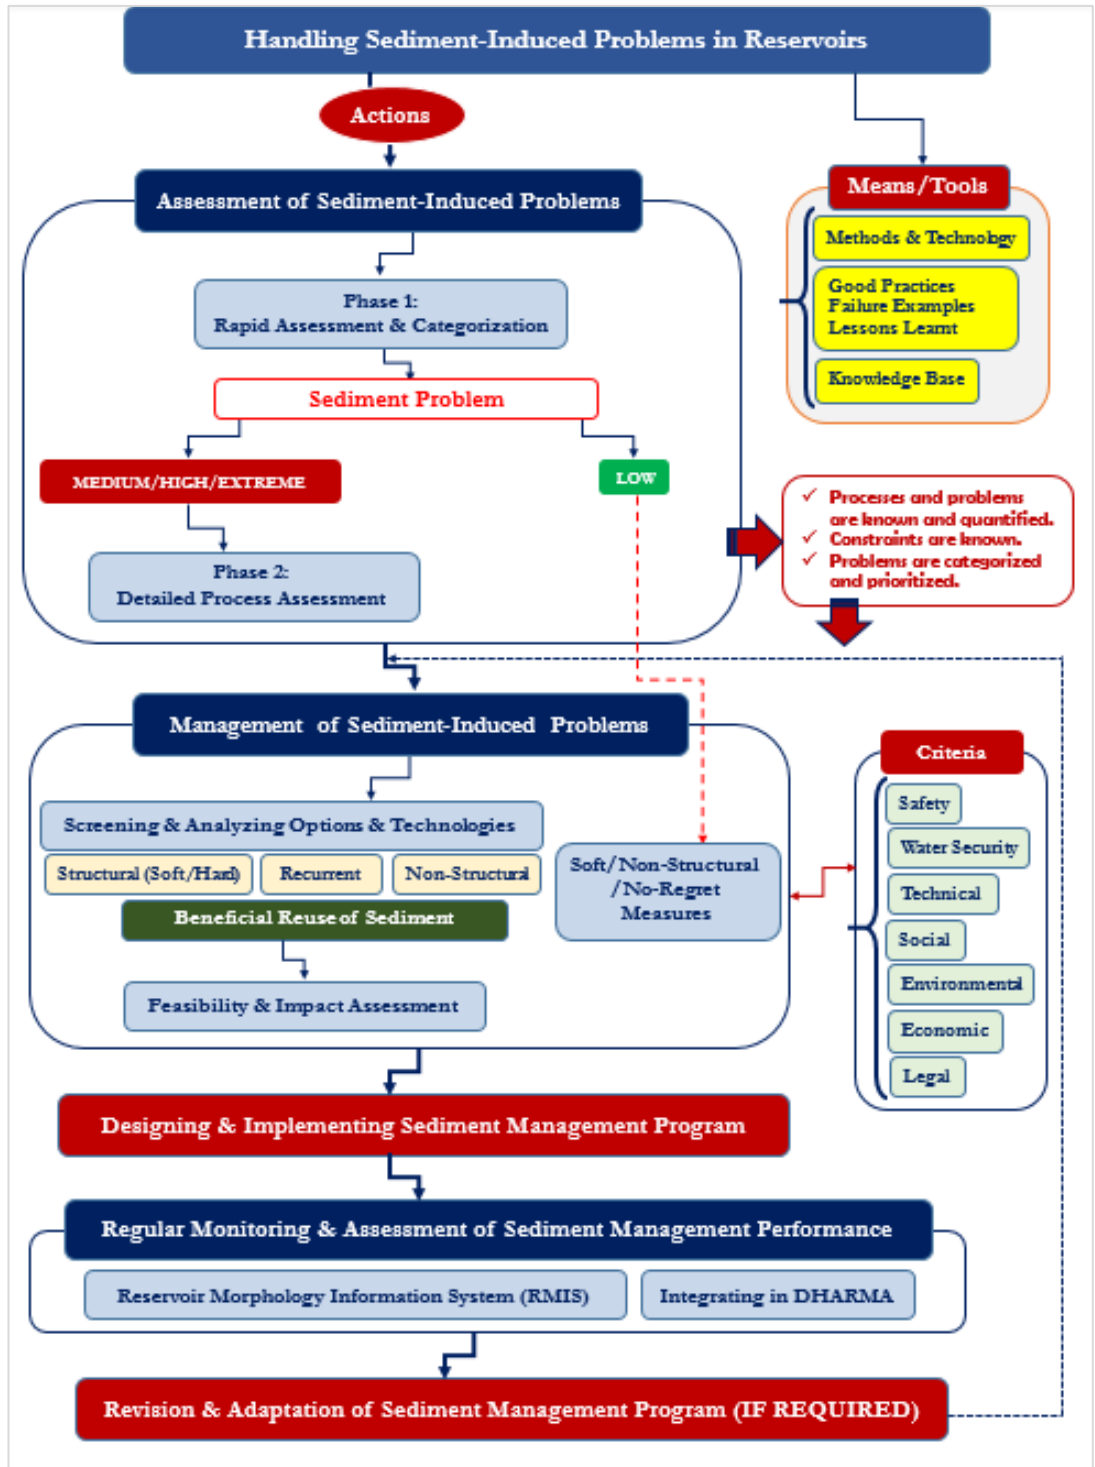 Handling Sediment-Induced Problems in Reservoirs
Actions
Assessment of Sediment-Induced Problems
Phase 1:
Rapid Assessment & Categorization
Sediment Problem
MEDIUM/HIGH/EXTREME
LOW
Phase 2:
Detailed Process Assessment
Means/Tools
Methods & Technology
Good Practices
Failure Examples
Lessons Learnt
Knowledge Base
✓ Processes and problems
are known and quantified.
✓ Constraints are known.
✓ Problems are categorized
and prioritized.
Management of Sediment-Induced Problems
Screening & Analyzing Options & Technologies
Structural (Soft/Hard)
Recurrent
Non-Structural
Beneficial Reuse of Sediment
Feasibility & Impact Assessment
Soft/Non-Structural
/No-Regret
Measures
Criteria
Safety
Water Security
Technical
Social
Environmental
Economic
Legal
Designing & Implementing Sediment Management Program
Regular Monitoring & Assessment of Sediment Management Performance
Reservoir Morphology Information System (RMIS)
Integrating in DHARMA
Revision & Adaptation of Sediment Management Program (IF REQUIRED)